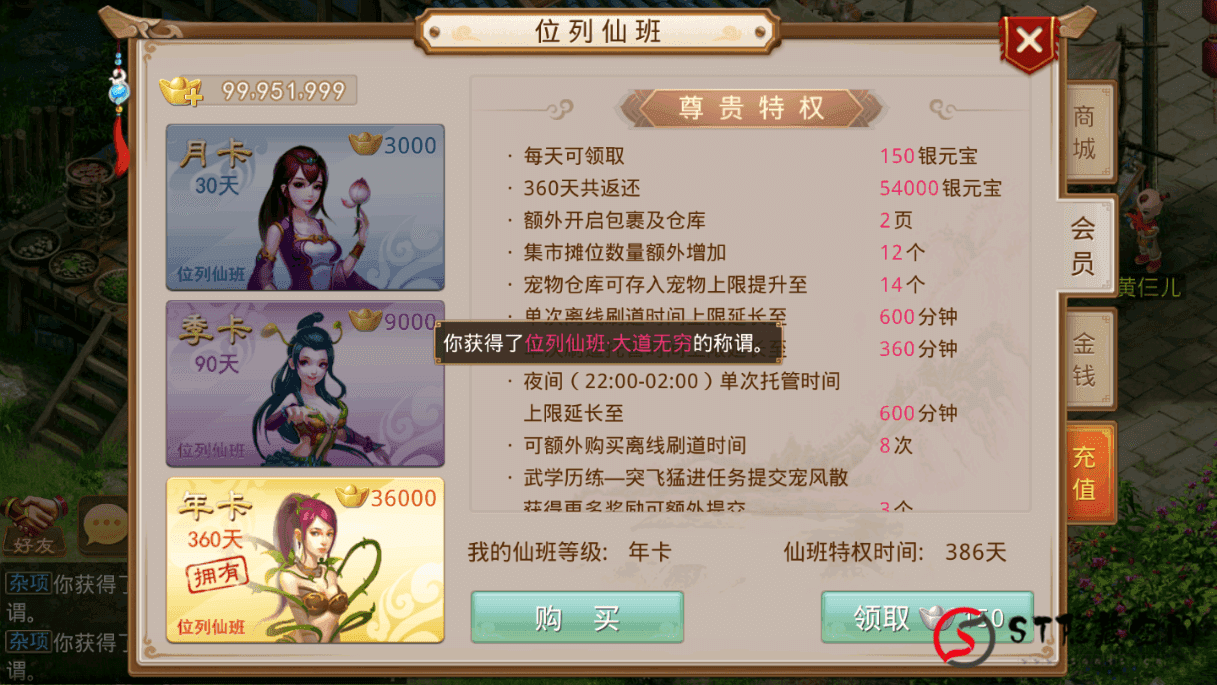 位列仙班
99,951,999
月卡
3000
30天
位列仙班
季卡
9000
90天
位列仙班
年卡
36000
360天
拥有
位列仙班
尊贵特权
· 每天可领取 150银元宝
· 360天共返还 54000银元宝
· 额外开启包裹及仓库 2页
· 集市摊位数量额外增加 12个
· 宠物仓库可存入宠物上限提升至 14个
· 单次离线刷道时间上限延长至 600分钟
至 360分钟
你获得了位列仙班·大道无穷的称谓。
· 夜间（22:00-02:00）单次托管时间
上限延长至 600分钟
· 可额外购买离线刷道时间 8次
· 武学历练—突飞猛进任务提交宠风散
获得更多奖励可额外提交 3个
我的仙班等级: 年卡 仙班特权时间: 386天
购买
领取
商城
会员
金钱
充值
好友
黄仨儿
杂项 你获得了
谓。
杂项 你获得了
谓。